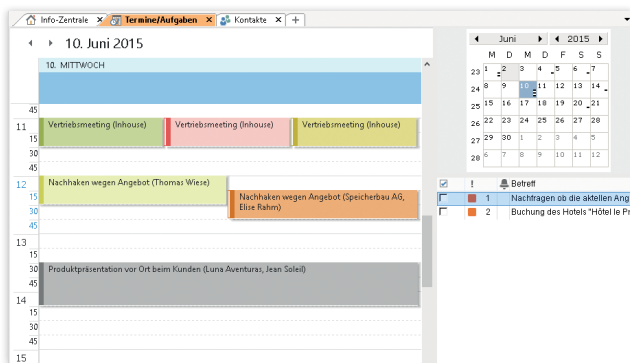 Info-Zentrale Termine/Aufgaben Kontakte
10. Juni 2015
10. MITTWOCH
45
11 Vertriebsmeeting (Inhouse) Vertriebsmeeting (Inhouse) Vertriebsmeeting (Inhouse)
15
30
45
12 Nachhaken wegen Angebot (Thomas Wiese)
15 Nachhaken wegen Angebot (Speicherbau AG,
30 Elise Rahm)
45
13
15
30 Produktpräsentation vor Ort beim Kunden (Luna Aventuras, Jean Soleil)
45
14
15
30
45
15
Juni 2015
M D M D F S S
23 1 2 3 4 5 6 7
24 8 9 10 11 12 13 14
25 15 16 17 18 19 20 21
26 22 23 24 25 26 27 28
27 29 30 1 2 3 4 5
28 6 7 8 9 10 11 12
! Betreff
1 Nachfragen ob die aktellen Ang
2 Buchung des Hotels "Hôtel le Pr